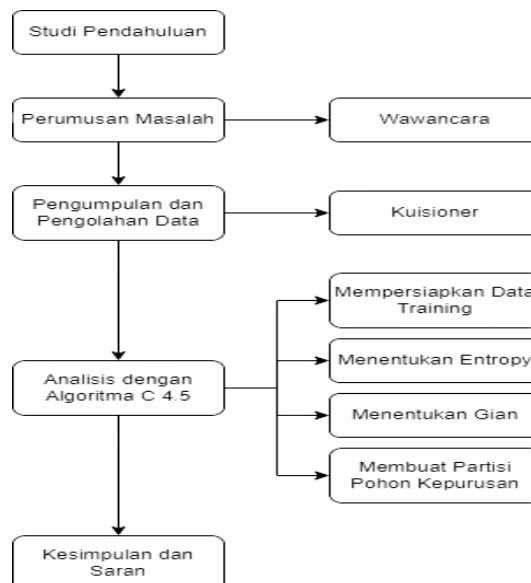 Studi Pendahuluan
Perumusan Masalah
Wawancara
Pengumpulan dan
Pengolahan Data
Kuisioner
Mempersiapkan Data
Training
Menentukan Entropy
Analisis dengan
Algoritma C 4.5
Menentukan Gian
Membuat Partisi
Pohon Kepurusan
Kesimpulan dan
Saran